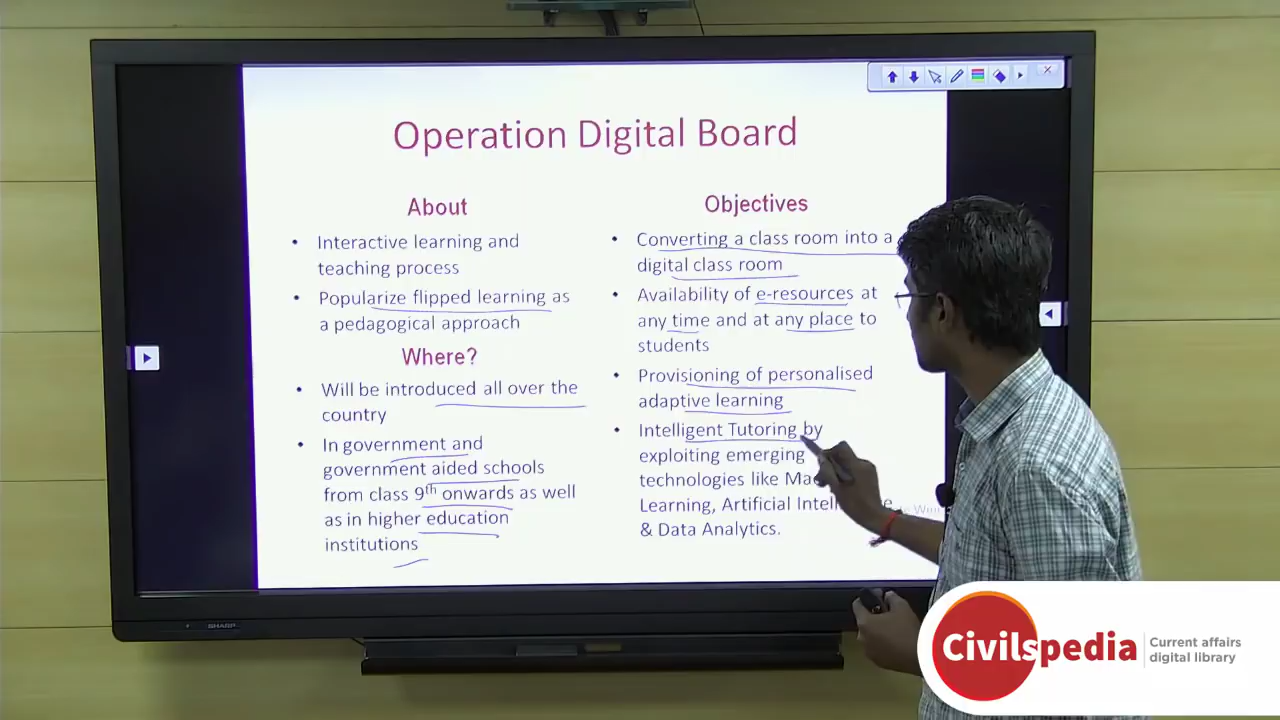 Operation Digital Board
About
• Interactive learning and
teaching process
• Popularize flipped learning as
a pedagogical approach
Where?
• Will be introduced all over the
country
• In government and
government aided schools
from class 9th onwards as well
as in higher education
institutions
Objectives
• Converting a class room into a
digital class room
• Availability of e-resources at
any time and at any place to
students
• Provisioning of personalised
adaptive learning
• Intelligent Tutoring by
exploiting emerging
technologies like
Learning, Artificial
& Data Analytics.
SHARP
Civilspedia
Current affairs
digital library